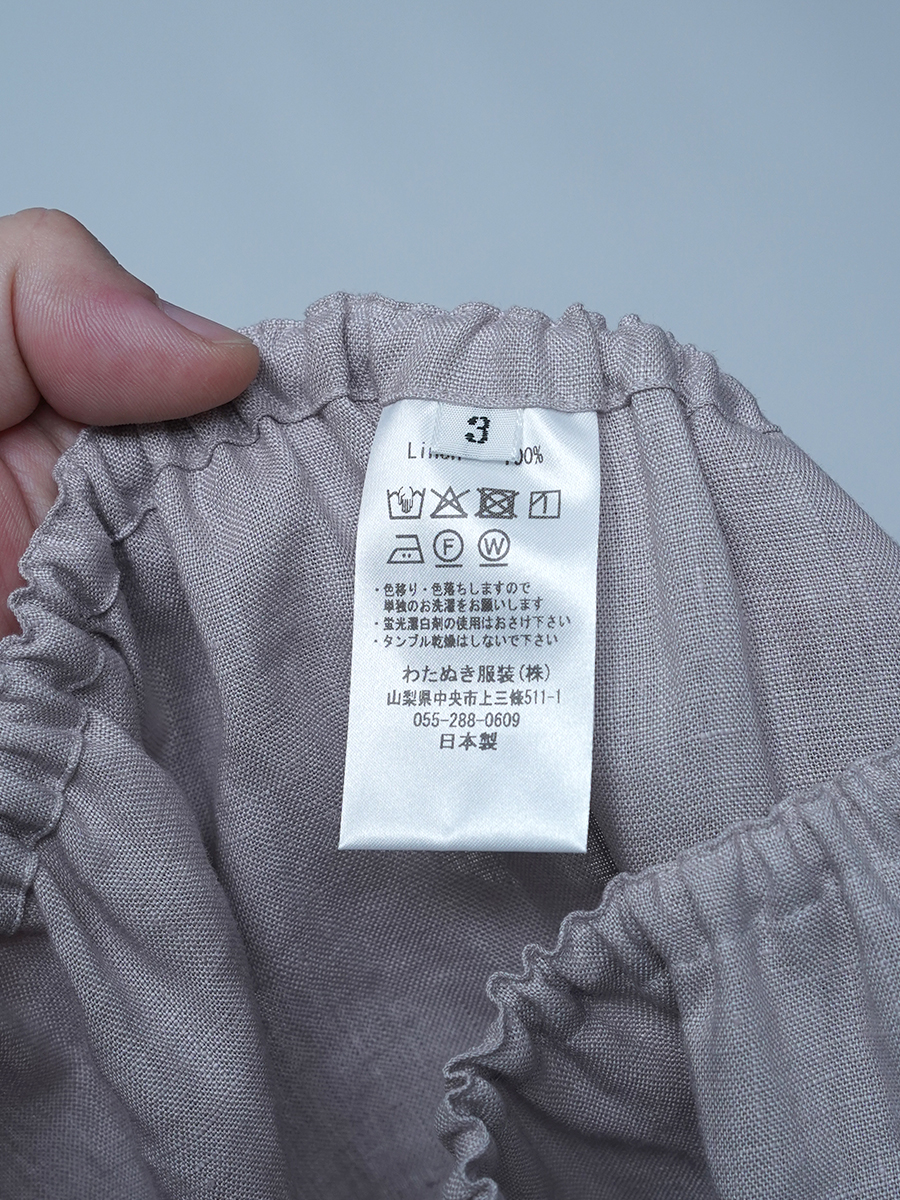 3
Linen 100%
F W
・色移り・色落ちしますので
単独のお洗濯をお願いします
・蛍光漂白剤の使用はおさけ下さい
・タンブル乾燥はしないで下さい
わたぬき服装(株)
山梨県中央市上三條511-1
055-288-0609
日本製